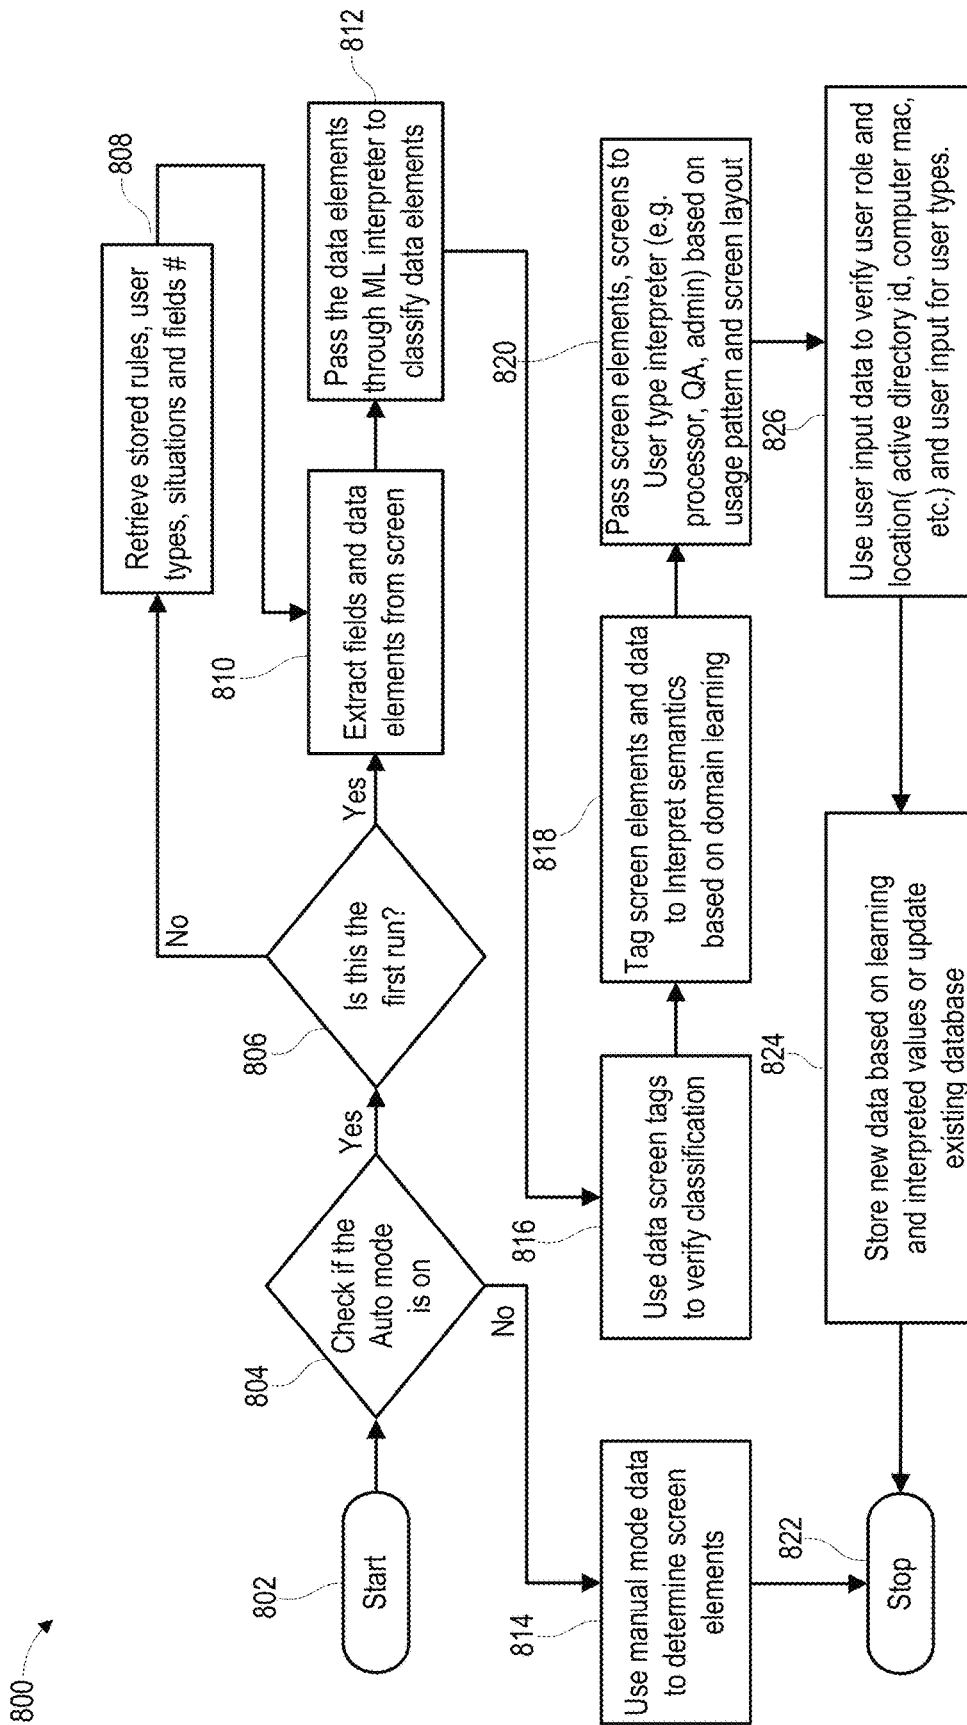 800
802
Start
804
Check if the
Auto mode
is on
Yes
No
806
Is this the
first run?
Yes
No
808
Retrieve stored rules, user
types, situations and fields #
810
Extract fields and data
elements from screen
812
Pass the data elements
through ML interpreter to
classify data elements
814
Use manual mode data
to determine screen
elements
816
Use data screen tags
to verify classification
818
Tag screen elements and data
to Interpret semantics
based on domain learning
820
Pass screen elements, screens to
User type interpreter (e.g.
processor, QA, admin) based on
usage pattern and screen layout
822
Stop
824
Store new data based on learning
and interpreted values or update
existing database
826
Use user input data to verify user role and
location( active directory id, computer mac,
etc.) and user input for user types.